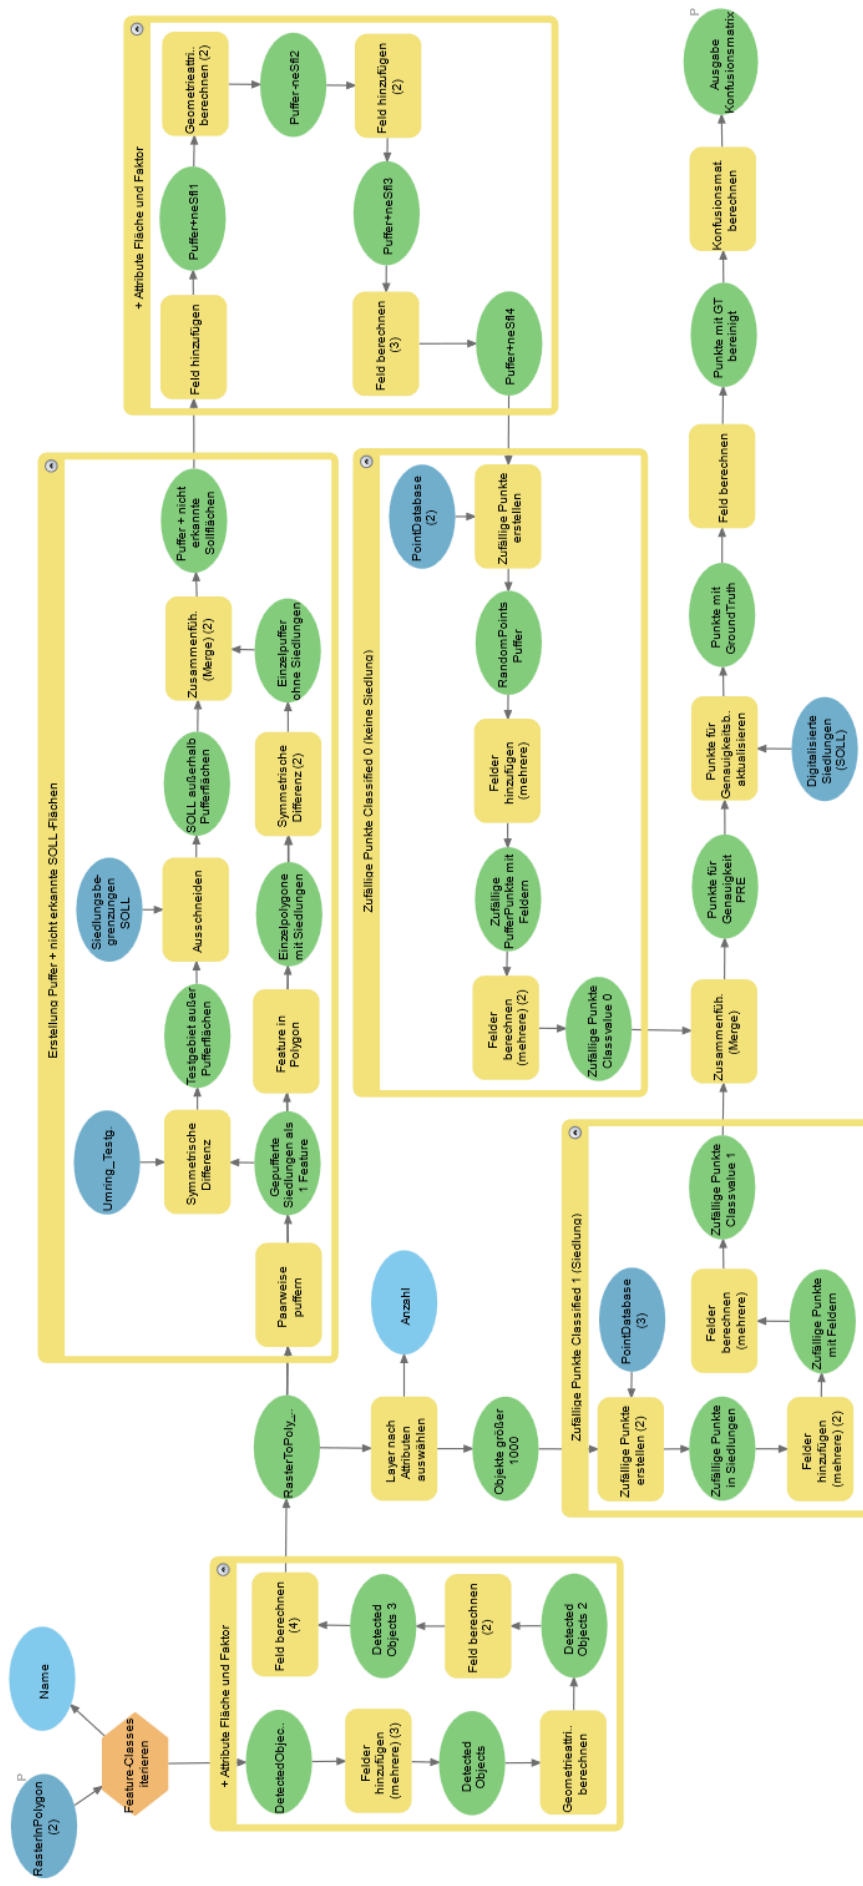 P
RasterInPolygon
(2)
Name
Feature-Classes
iterieren
+ Attribute Fläche und Faktor
DetectedObjec..
Felder
hinzufügen
(mehrere) (3)
Detected
Objects
Geometrieattri..
berechnen
Detected
Objects 2
Feld berechnen
(2)
Detected
Objects 3
Feld berechnen
(4)
RasterToPoly_..
Layer nach
Attributen
auswählen
Anzahl
Objekte größer
1000
Erstellung Puffer + nicht erkannte SOLL-Flächen
Paarweise
puffern
Gepufferte
Siedlungen als
1 Feature
Umring_Testg.
Symmetrische
Differenz
Testgebiet außer
Pufferflächen
Siedlungsbe-
grenzungen
SOLL
Ausschneiden
SOLL außerhalb
Pufferflächen
Feature in
Polygon
Einzelpolygone
mit Siedlungen
Symmetrische
Differenz (2)
Einzelpuffer
ohne Siedlungen
Zusammenfüh.
(Merge) (2)
Puffer + nicht
erkannte
Sollflächen
+ Attribute Fläche und Faktor
Feld hinzufügen
Puffer+neSfl1
Geometrieattri..
berechnen (2)
Puffer-neSfl2
Feld hinzufügen
(2)
Puffer+neSfl3
Feld berechnen
(3)
Puffer+neSfl4
Zufällige Punkte Classified 0 (keine Siedlung)
PointDatabase
(2)
Zufällige Punkte
erstellen
RandomPoints
Puffer
Felder
hinzufügen
(mehrere)
Zufällige
PufferPunkte mit
Feldern
Felder
berechnen
(mehrere) (2)
Zufällige Punkte
Classvalue 0
Zufällige Punkte Classified 1 (Siedlung)
Zufällige Punkte
erstellen (2)
PointDatabase
(3)
Zufällige Punkte
in Siedlungen
Felder
hinzufügen
(mehrere) (2)
Zufällige Punkte
mit Feldern
Felder
berechnen
(mehrere)
Zufällige Punkte
Classvalue 1
Zusammenfüh.
(Merge)
Punkte für
Genauigkeit
PRE
Punkte für
Genauigkeitsb..
aktualisieren
Digitalisierte
Siedlungen
(SOLL)
Punkte mit
GroundTruth
Feld berechnen
Punkte mit GT
bereinigt
Konfusionsmat.
berechnen
P
Ausgabe
Konfusionsmatrix